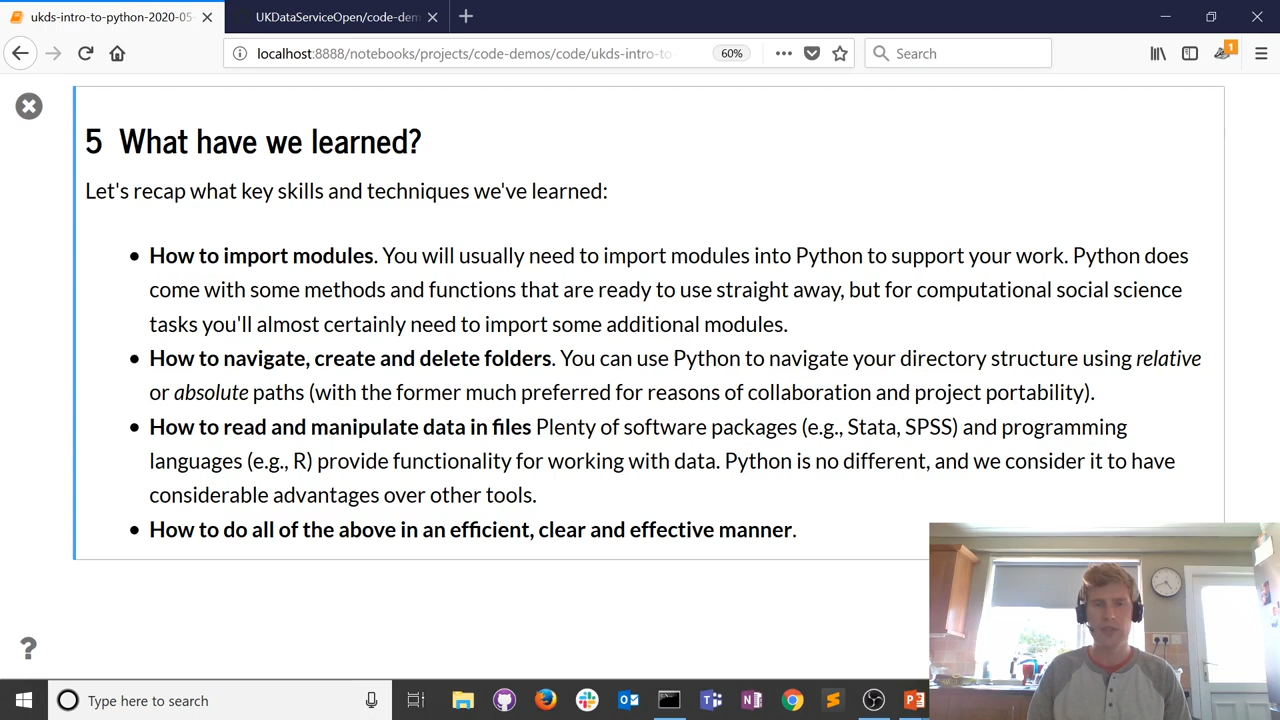 ukds-intro-to-python-2020-05-
UKDataServiceOpen/code-dem
localhost:8888/notebooks/projects/code-demos/code/ukds-intro-to
60%
Search
1
5 What have we learned?
Let's recap what key skills and techniques we've learned:
• How to import modules. You will usually need to import modules into Python to support your work. Python does
come with some methods and functions that are ready to use straight away, but for computational social science
tasks you'll almost certainly need to import some additional modules.
• How to navigate, create and delete folders. You can use Python to navigate your directory structure using relative
or absolute paths (with the former much preferred for reasons of collaboration and project portability).
• How to read and manipulate data in files Plenty of software packages (e.g., Stata, SPSS) and programming
languages (e.g., R) provide functionality for working with data. Python is no different, and we consider it to have
considerable advantages over other tools.
• How to do all of the above in an efficient, clear and effective manner.
?
Type here to search